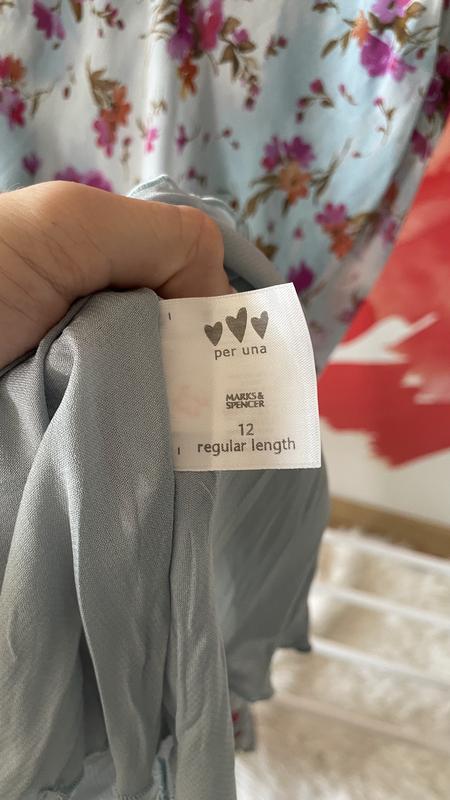 per una
MARKS &
SPENCER
12
regular length